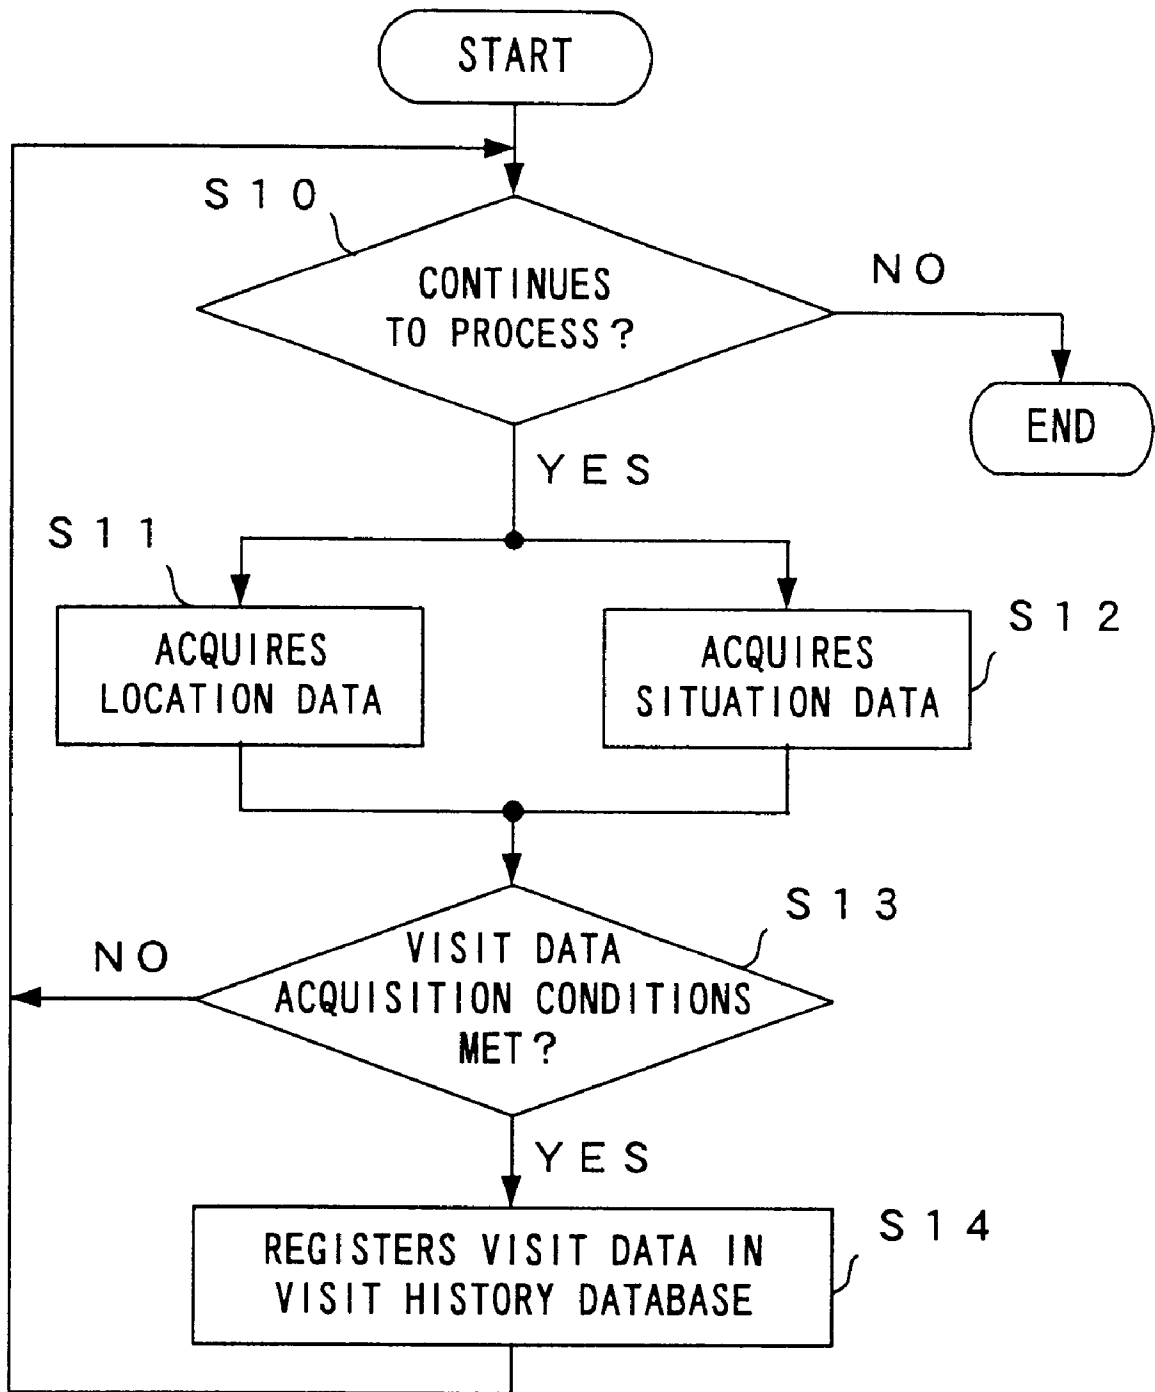 START
S10
CONTINUES
TO PROCESS?
NO
END
YES
S11
ACQUIRES
LOCATION DATA
S12
ACQUIRES
SITUATION DATA
S13
VISIT DATA
ACQUISITION CONDITIONS
MET?
NO
YES
S14
REGISTERS VISIT DATA IN
VISIT HISTORY DATABASE